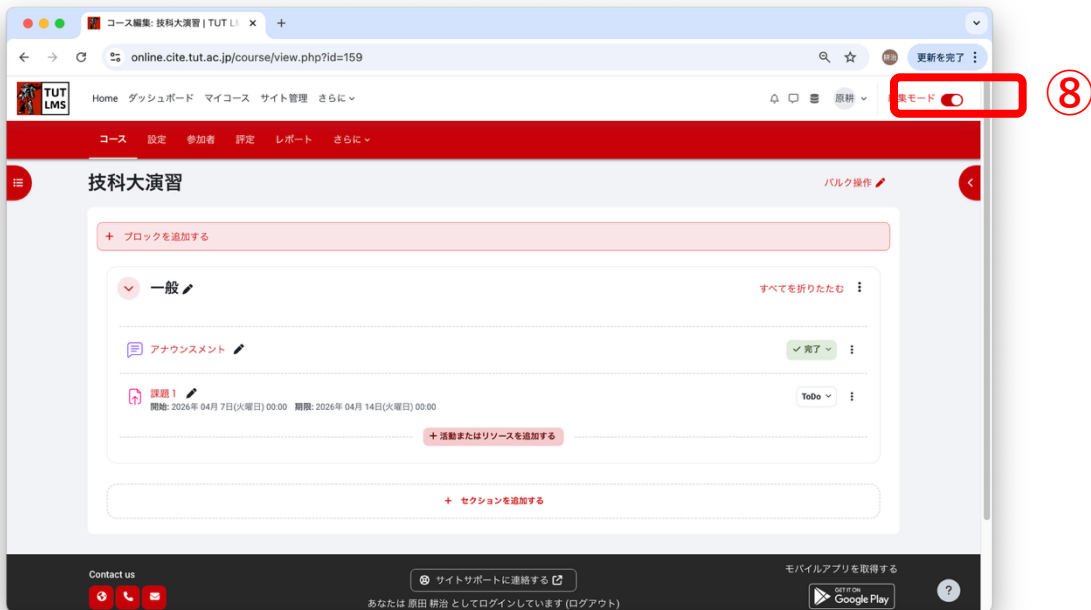 コース編集: 技科大演習 | TUT L
online.cite.tut.ac.jp/course/view.php?id=159
耕治
更新を完了
TUT LMS
Home ダッシュボード マイコース サイト管理 さらに
原耕
集モード
⑧
コース 設定 参加者 評定 レポート さらに
技科大演習
バルク操作
+ ブロックを追加する
一般
すべてを折りたたむ
アナウンスメント
✓ 完了
課題 1
開始: 2026年 04月 7日(火曜日) 00:00 期限: 2026年 04月 14日(火曜日) 00:00
ToDo
+ 活動またはリソースを追加する
+ セクションを追加する
Contact us
サイトサポートに連絡する
あなたは 原田 耕治 としてログインしています (ログアウト)
モバイルアプリを取得する
GET IT ON
Google Play
?